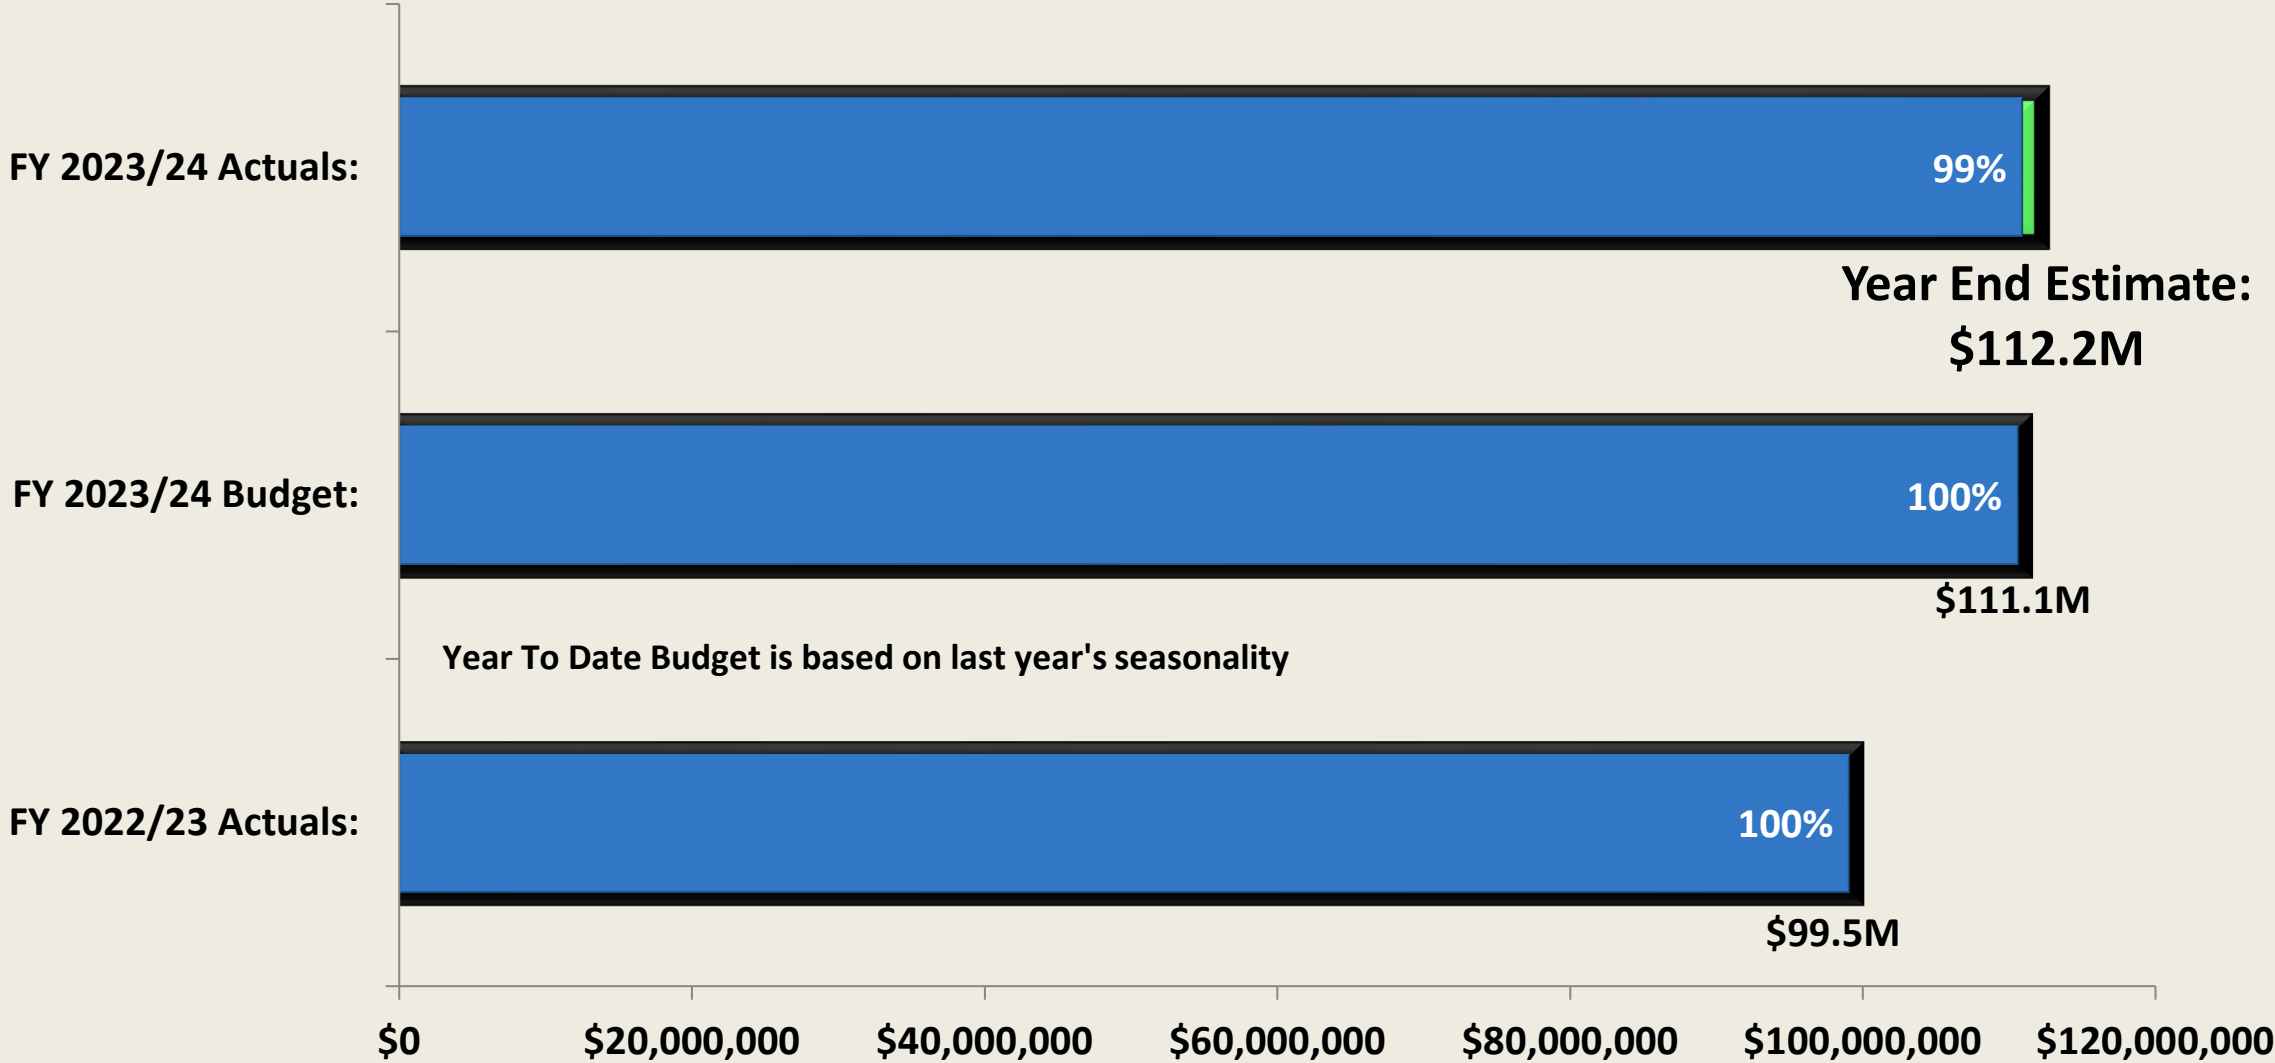 FY 2023/24 Actuals:
99%
Year End Estimate:
$112.2M
FY 2023/24 Budget:
100%
$111.1M
Year To Date Budget is based on last year's seasonality
FY 2022/23 Actuals:
100%
$99.5M
$0 $20,000,000 $40,000,000 $60,000,000 $80,000,000 $100,000,000 $120,000,000